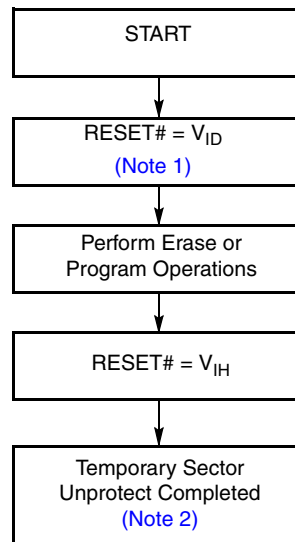 START
RESET# = VID
(Note 1)
Perform Erase or
Program Operations
RESET# = VIH
Temporary Sector
Unprotect Completed
(Note 2)